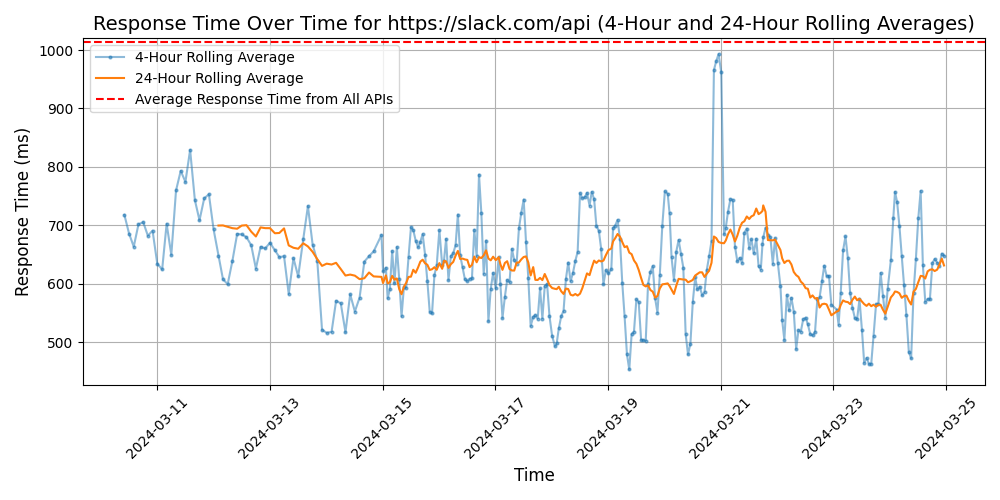 Response Time Over Time for https://slack.com/api (4-Hour and 24-Hour Rolling Averages)
4-Hour Rolling Average
24-Hour Rolling Average
Average Response Time from All APIs
Response Time (ms)
1000
900
800
700
600
500
2024-03-11
2024-03-13
2024-03-15
2024-03-17
2024-03-19
2024-03-21
2024-03-23
2024-03-25
Time